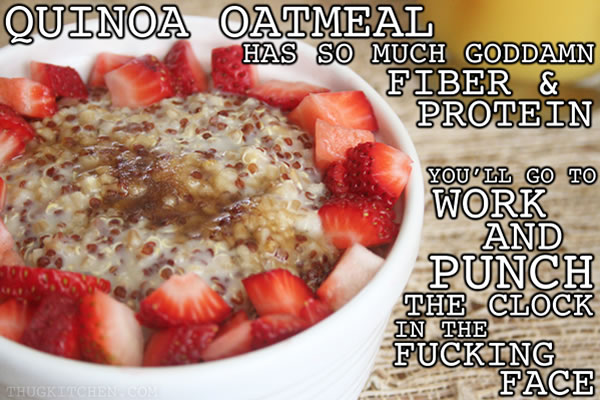 QUINOA OATMEAL
HAS SO MUCH GODDAMN
FIBER &
PROTEIN
YOU'LL GO TO
WORK
AND
PUNCH
THE CLOCK
IN THE
FUCKING
FACE
THUGKITCHEN.COM